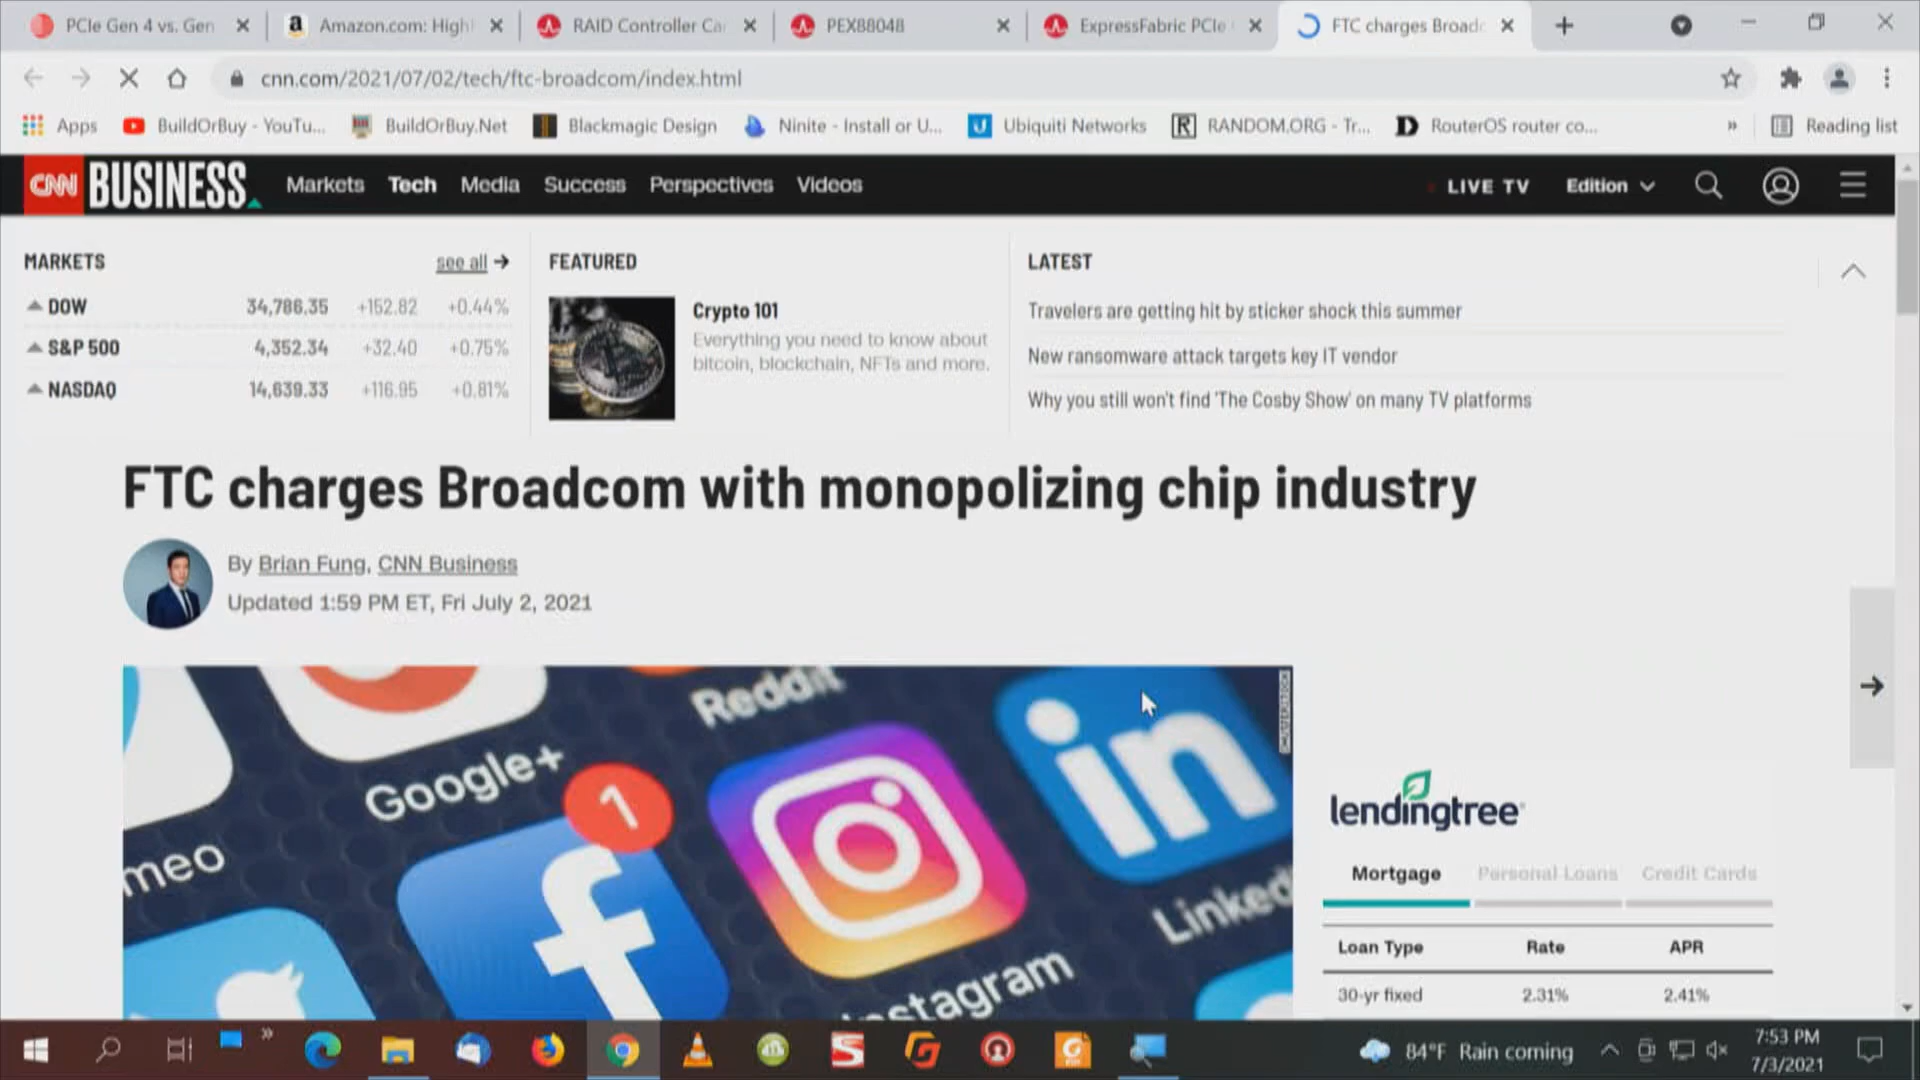 PCIe Gen 4 vs. Gen
Amazon.com: High
RAID Controller Ca
PEX88048
ExpressFabric PCIe
FTC charges Broadc
cnn.com/2021/07/02/tech/ftc-broadcom/index.html
Apps
BuildOrBuy - YouTu...
BuildOrBuy.Net
Blackmagic Design
Ninite - Install or U...
Ubiquiti Networks
RANDOM.ORG - Tr...
RouterOS router co...
»
Reading list
CNN BUSINESS
Markets Tech Media Success Perspectives Videos
LIVE TV
Edition
MARKETS
see all →
DOW 34,786.35 +152.82 +0.44%
S&P 500 4,352.34 +32.40 +0.75%
NASDAQ 14,639.33 +116.95 +0.81%
FEATURED
Crypto 101
Everything you need to know about
bitcoin, blockchain, NFTs and more.
LATEST
Travelers are getting hit by sticker shock this summer
New ransomware attack targets key IT vendor
Why you still won't find 'The Cosby Show' on many TV platforms
FTC charges Broadcom with monopolizing chip industry
By Brian Fung, CNN Business
Updated 1:59 PM ET, Fri July 2, 2021
Reddit
SHUTTERSTOCK
Google+
1
in
meo
f
Linked
Instagram
lendingtree
Mortgage Personal Loans Credit Cards
Loan Type Rate APR
30-yr fixed 2.31% 2.41%
84°F Rain coming
7:53 PM
7/3/2021